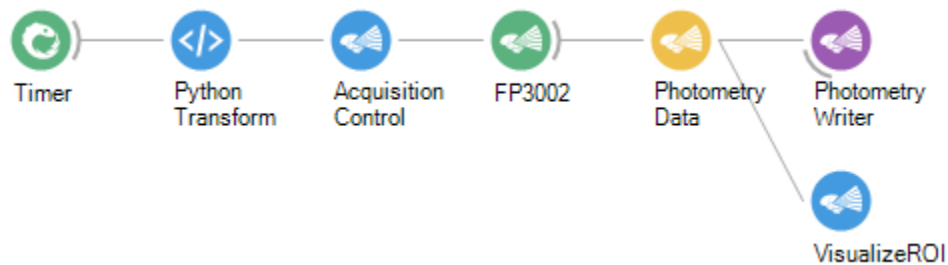 Timer
Python
Transform
Acquisition
Control
FP3002
Photometry
Data
Photometry
Writer
VisualizeROI